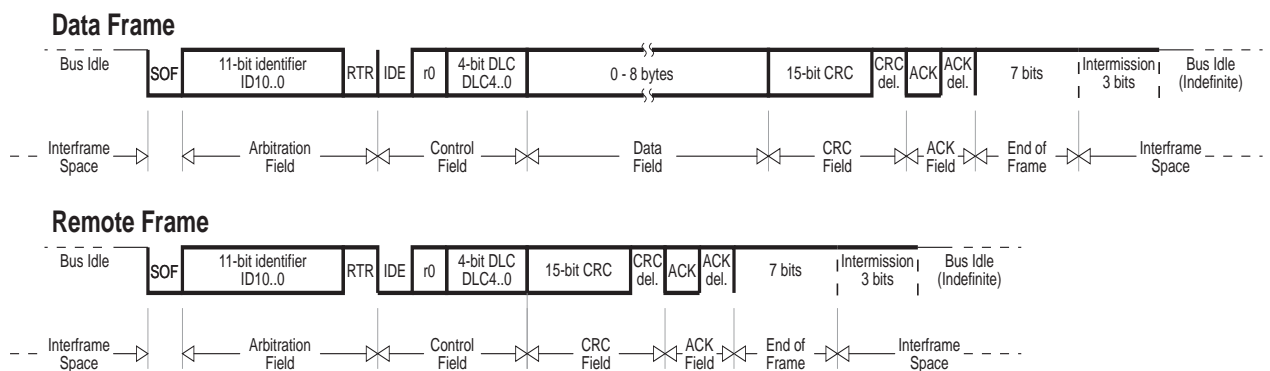 Data Frame
Bus Idle
SOF
11-bit identifier
ID10..0
RTR
IDE
r0
4-bit DLC
DLC4..0
0 - 8 bytes
15-bit CRC
CRC
del.
ACK
ACK
del.
7 bits
Intermission
3 bits
Bus Idle
(Indefinite)
Interframe
Space
Arbitration
Field
Control
Field
Data
Field
CRC
Field
ACK
Field
End of
Frame
Interframe
Space
Remote Frame
Bus Idle
SOF
11-bit identifier
ID10..0
RTR
IDE
r0
4-bit DLC
DLC4..0
15-bit CRC
CRC
del.
ACK
ACK
del.
7 bits
Intermission
3 bits
Bus Idle
(Indefinite)
Interframe
Space
Arbitration
Field
Control
Field
CRC
Field
ACK
Field
End of
Frame
Interframe
Space